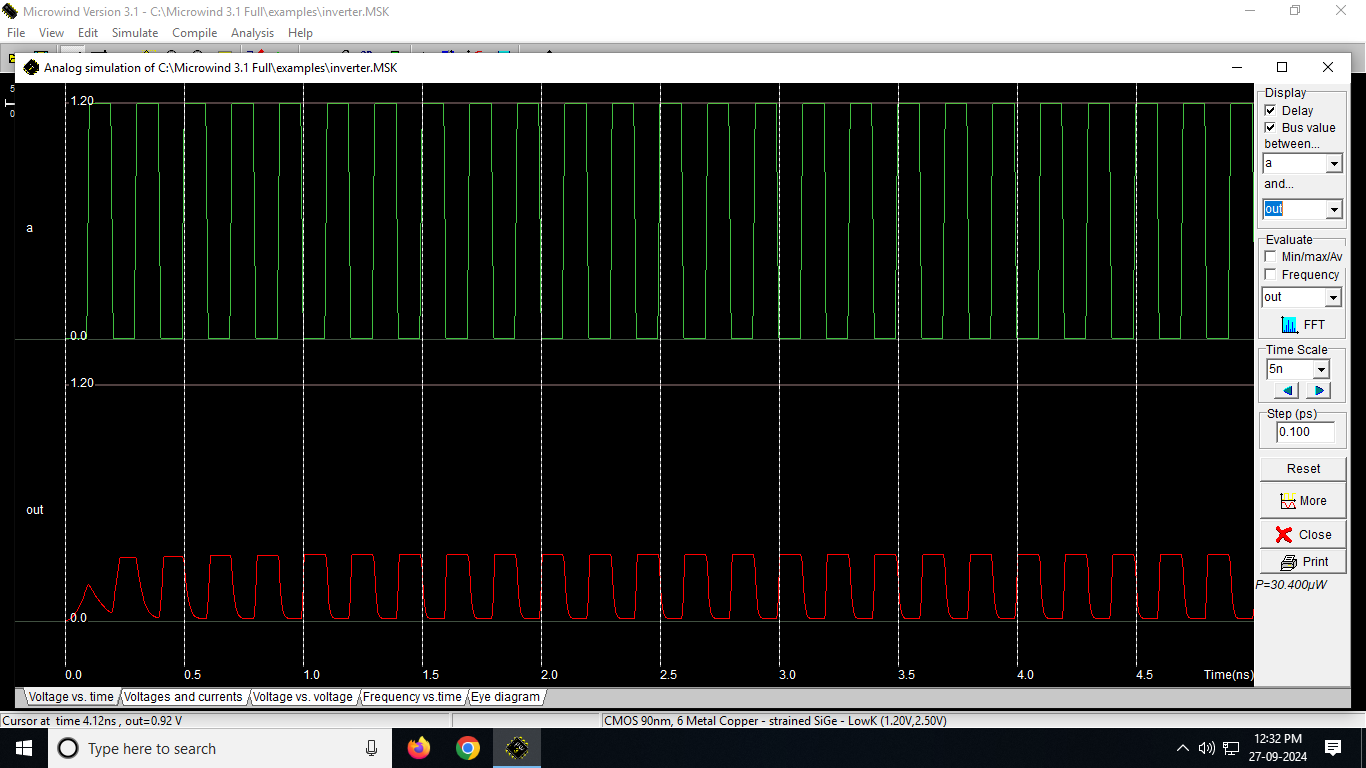 Microwind Version 3.1 - C:\Microwind 3.1 Full\examples\inverter.MSK
File View Edit Simulate Compile Analysis Help
Analog simulation of C:\Microwind 3.1 Full\examples\inverter.MSK
5
0
1.20
a
0.0
1.20
out
0.0
0.0 0.5 1.0 1.5 2.0 2.5 3.0 3.5 4.0 4.5 Time(ns)
Display
Delay
Bus value
between...
a
and...
out
Evaluate
Min/max/Av
Frequency
out
FFT
Time Scale
5n
Step (ps)
0.100
Reset
More
Close
Print
P=30.400µW
Voltage vs. time Voltages and currents Voltage vs. voltage Frequency vs.time Eye diagram
Cursor at time 4.12ns , out=0.92 V
CMOS 90nm, 6 Metal Copper - strained SiGe - LowK (1.20V,2.50V)
Type here to search
12:32 PM
27-09-2024